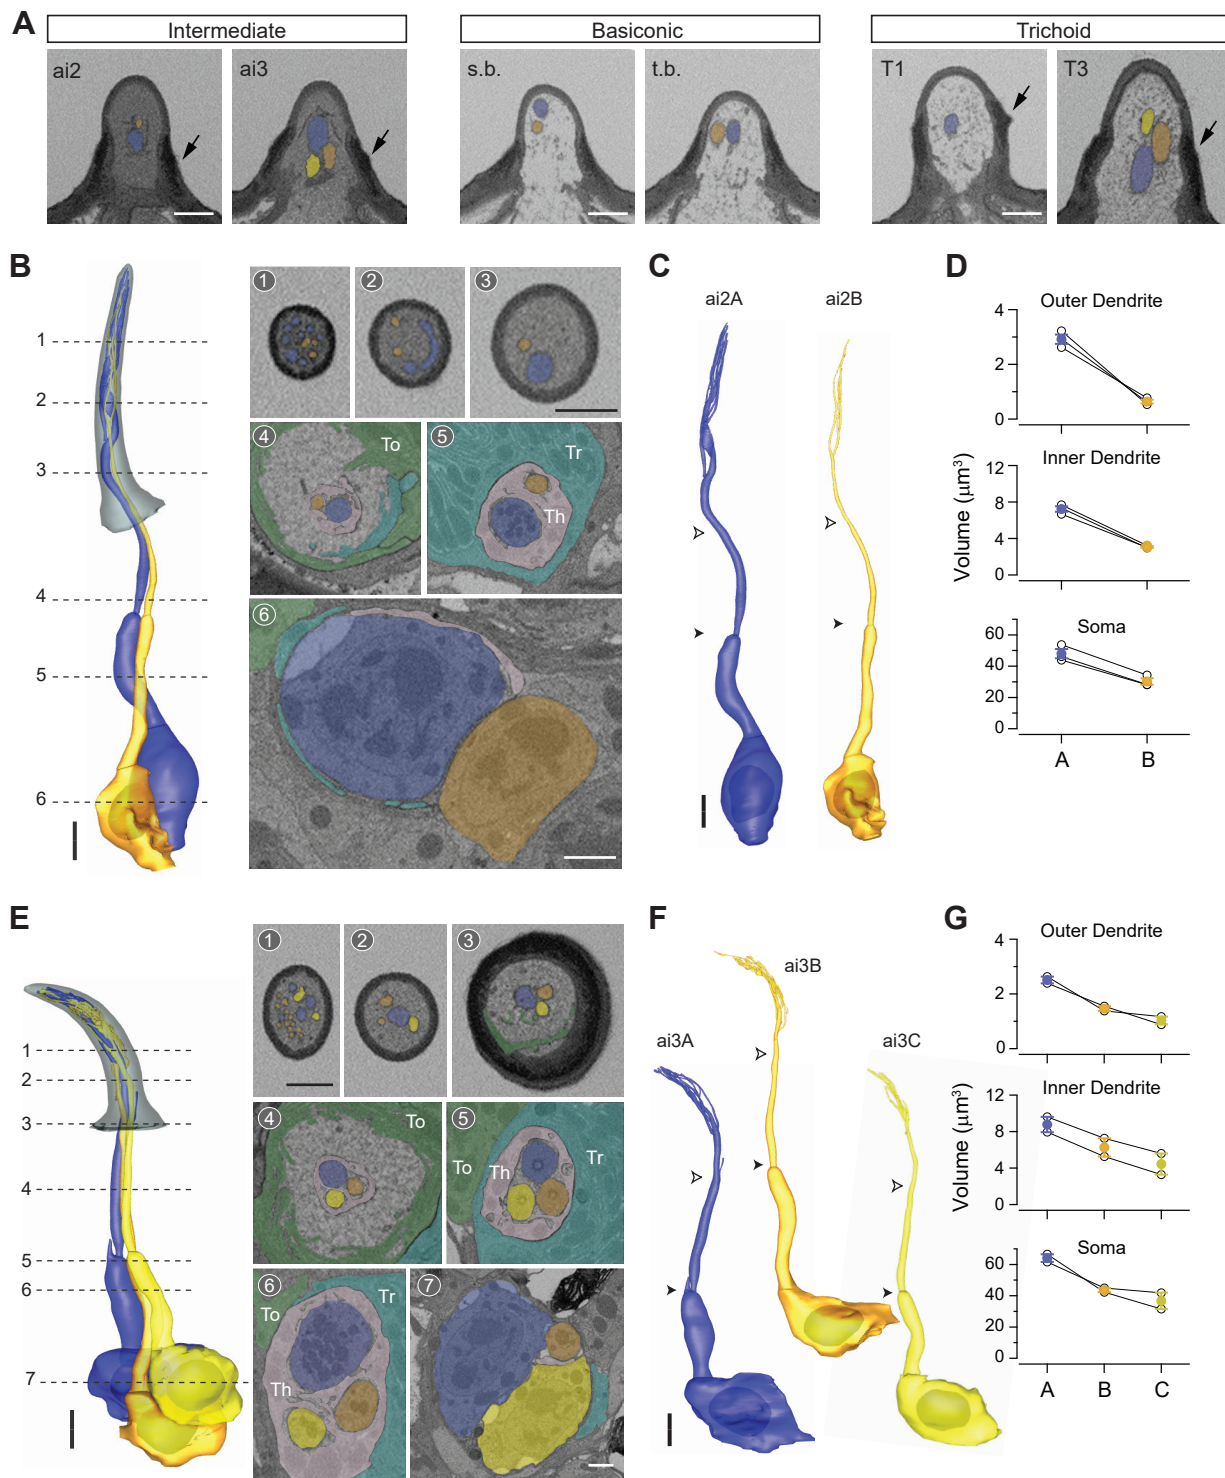 A
Intermediate
Basiconic
Trichoid
ai2
ai3
s.b.
t.b.
T1
T3
B
1
2
3
4
5
6
1
2
3
4
To
5
Tr
Th
6
C
ai2A
ai2B
D
Outer Dendrite
4
2
0
Inner Dendrite
12
8
4
0
Volume (µm³)
Soma
60
40
20
0
A
B
E
1
2
3
4
5
6
7
1
2
3
4
To
5
To
Th
Tr
6
To
Th
Tr
7
F
ai3A
ai3B
ai3C
G
Outer Dendrite
4
2
0
Inner Dendrite
12
8
4
0
Volume (µm³)
Soma
60
40
20
0
A
B
C